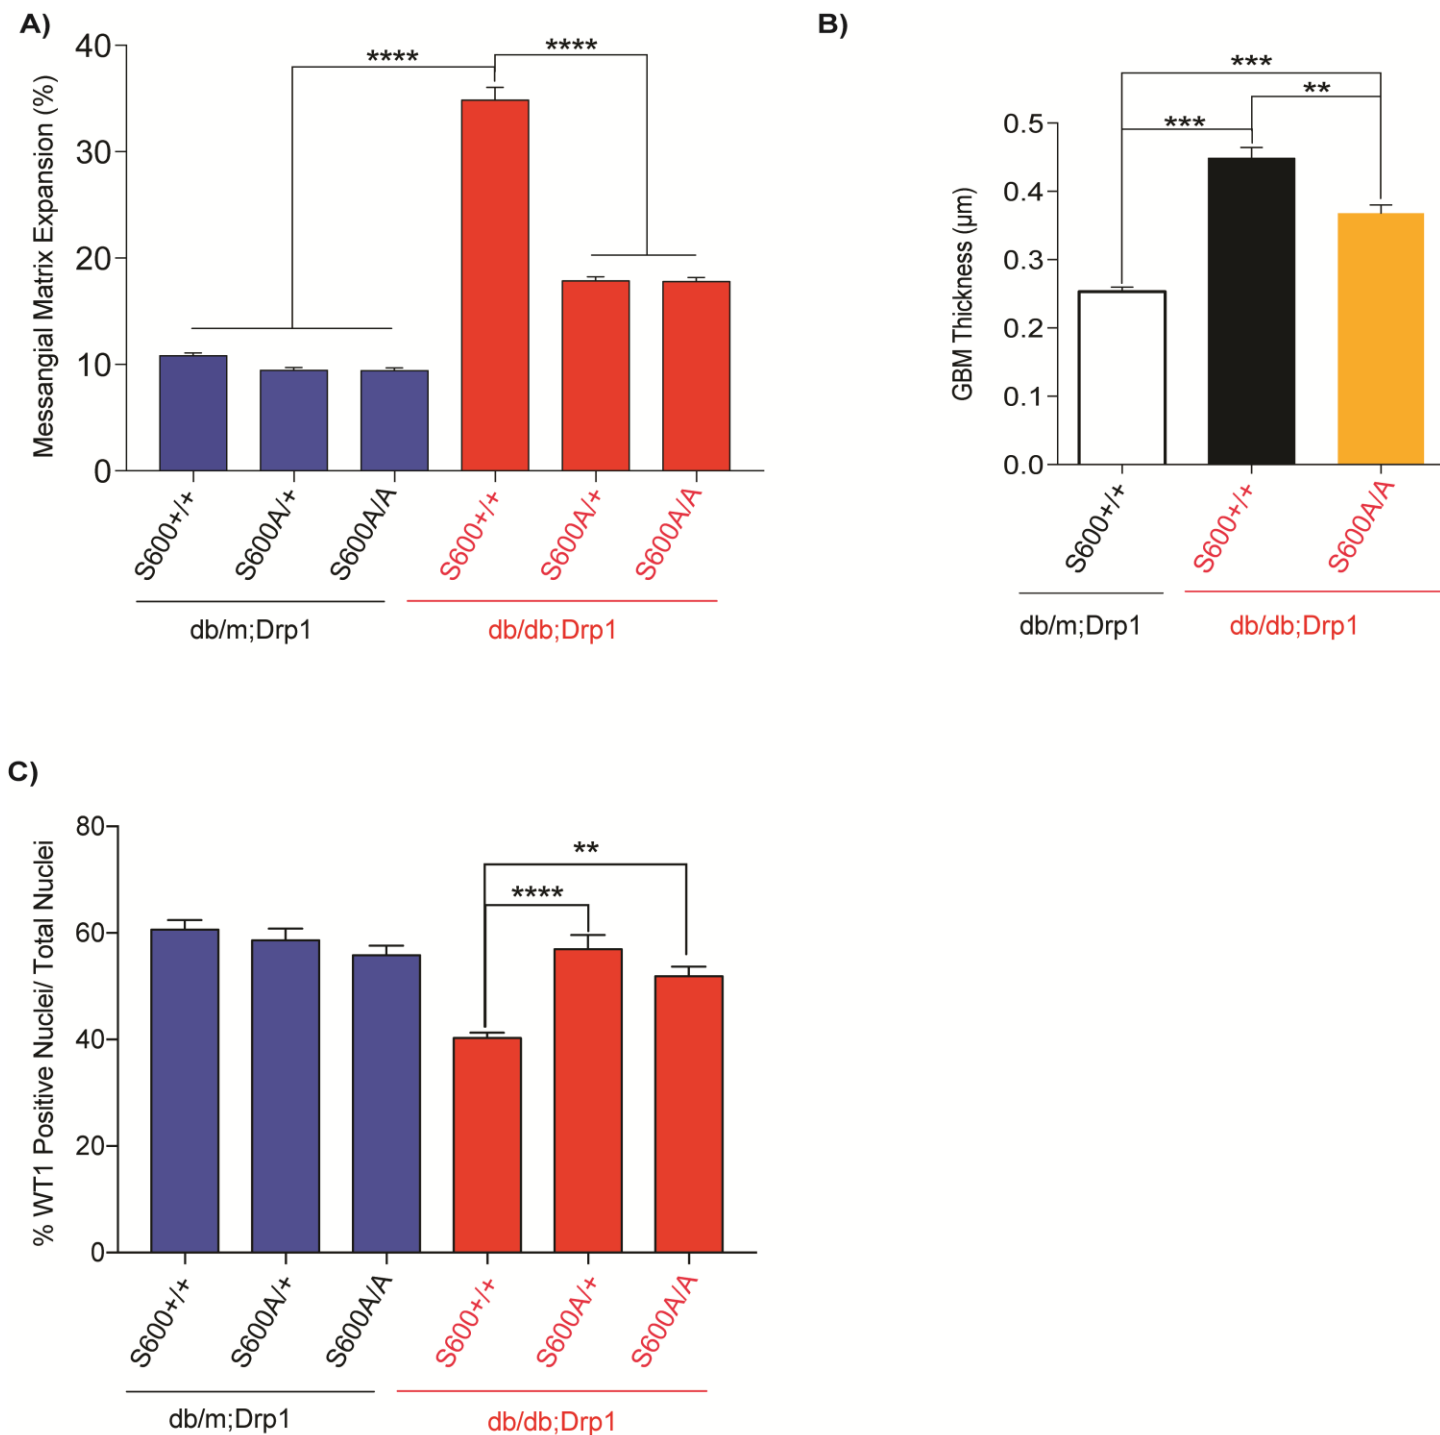 A)
Messangial Matrix Expansion (%)
40
30
20
10
0
****
****
S600+/+
S600A/+
S600A/A
S600+/+
S600A/+
S600A/A
db/m;Drp1
db/db;Drp1
B)
GBM Thickness (µm)
0.5
0.4
0.3
0.2
0.1
0.0
***
**
***
S600+/+
S600+/+
S600A/A
db/m;Drp1
db/db;Drp1
C)
% WT1 Positive Nuclei/ Total Nuclei
80
60
40
20
0
**
****
S600+/+
S600A/+
S600A/A
S600+/+
S600A/+
S600A/A
db/m;Drp1
db/db;Drp1